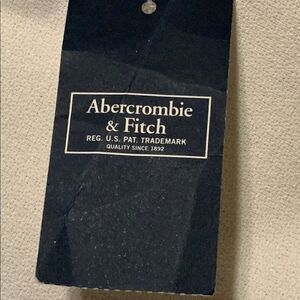 Abercrombie
& Fitch
REG. U.S. PAT. TRADEMARK
QUALITY SINCE 1892